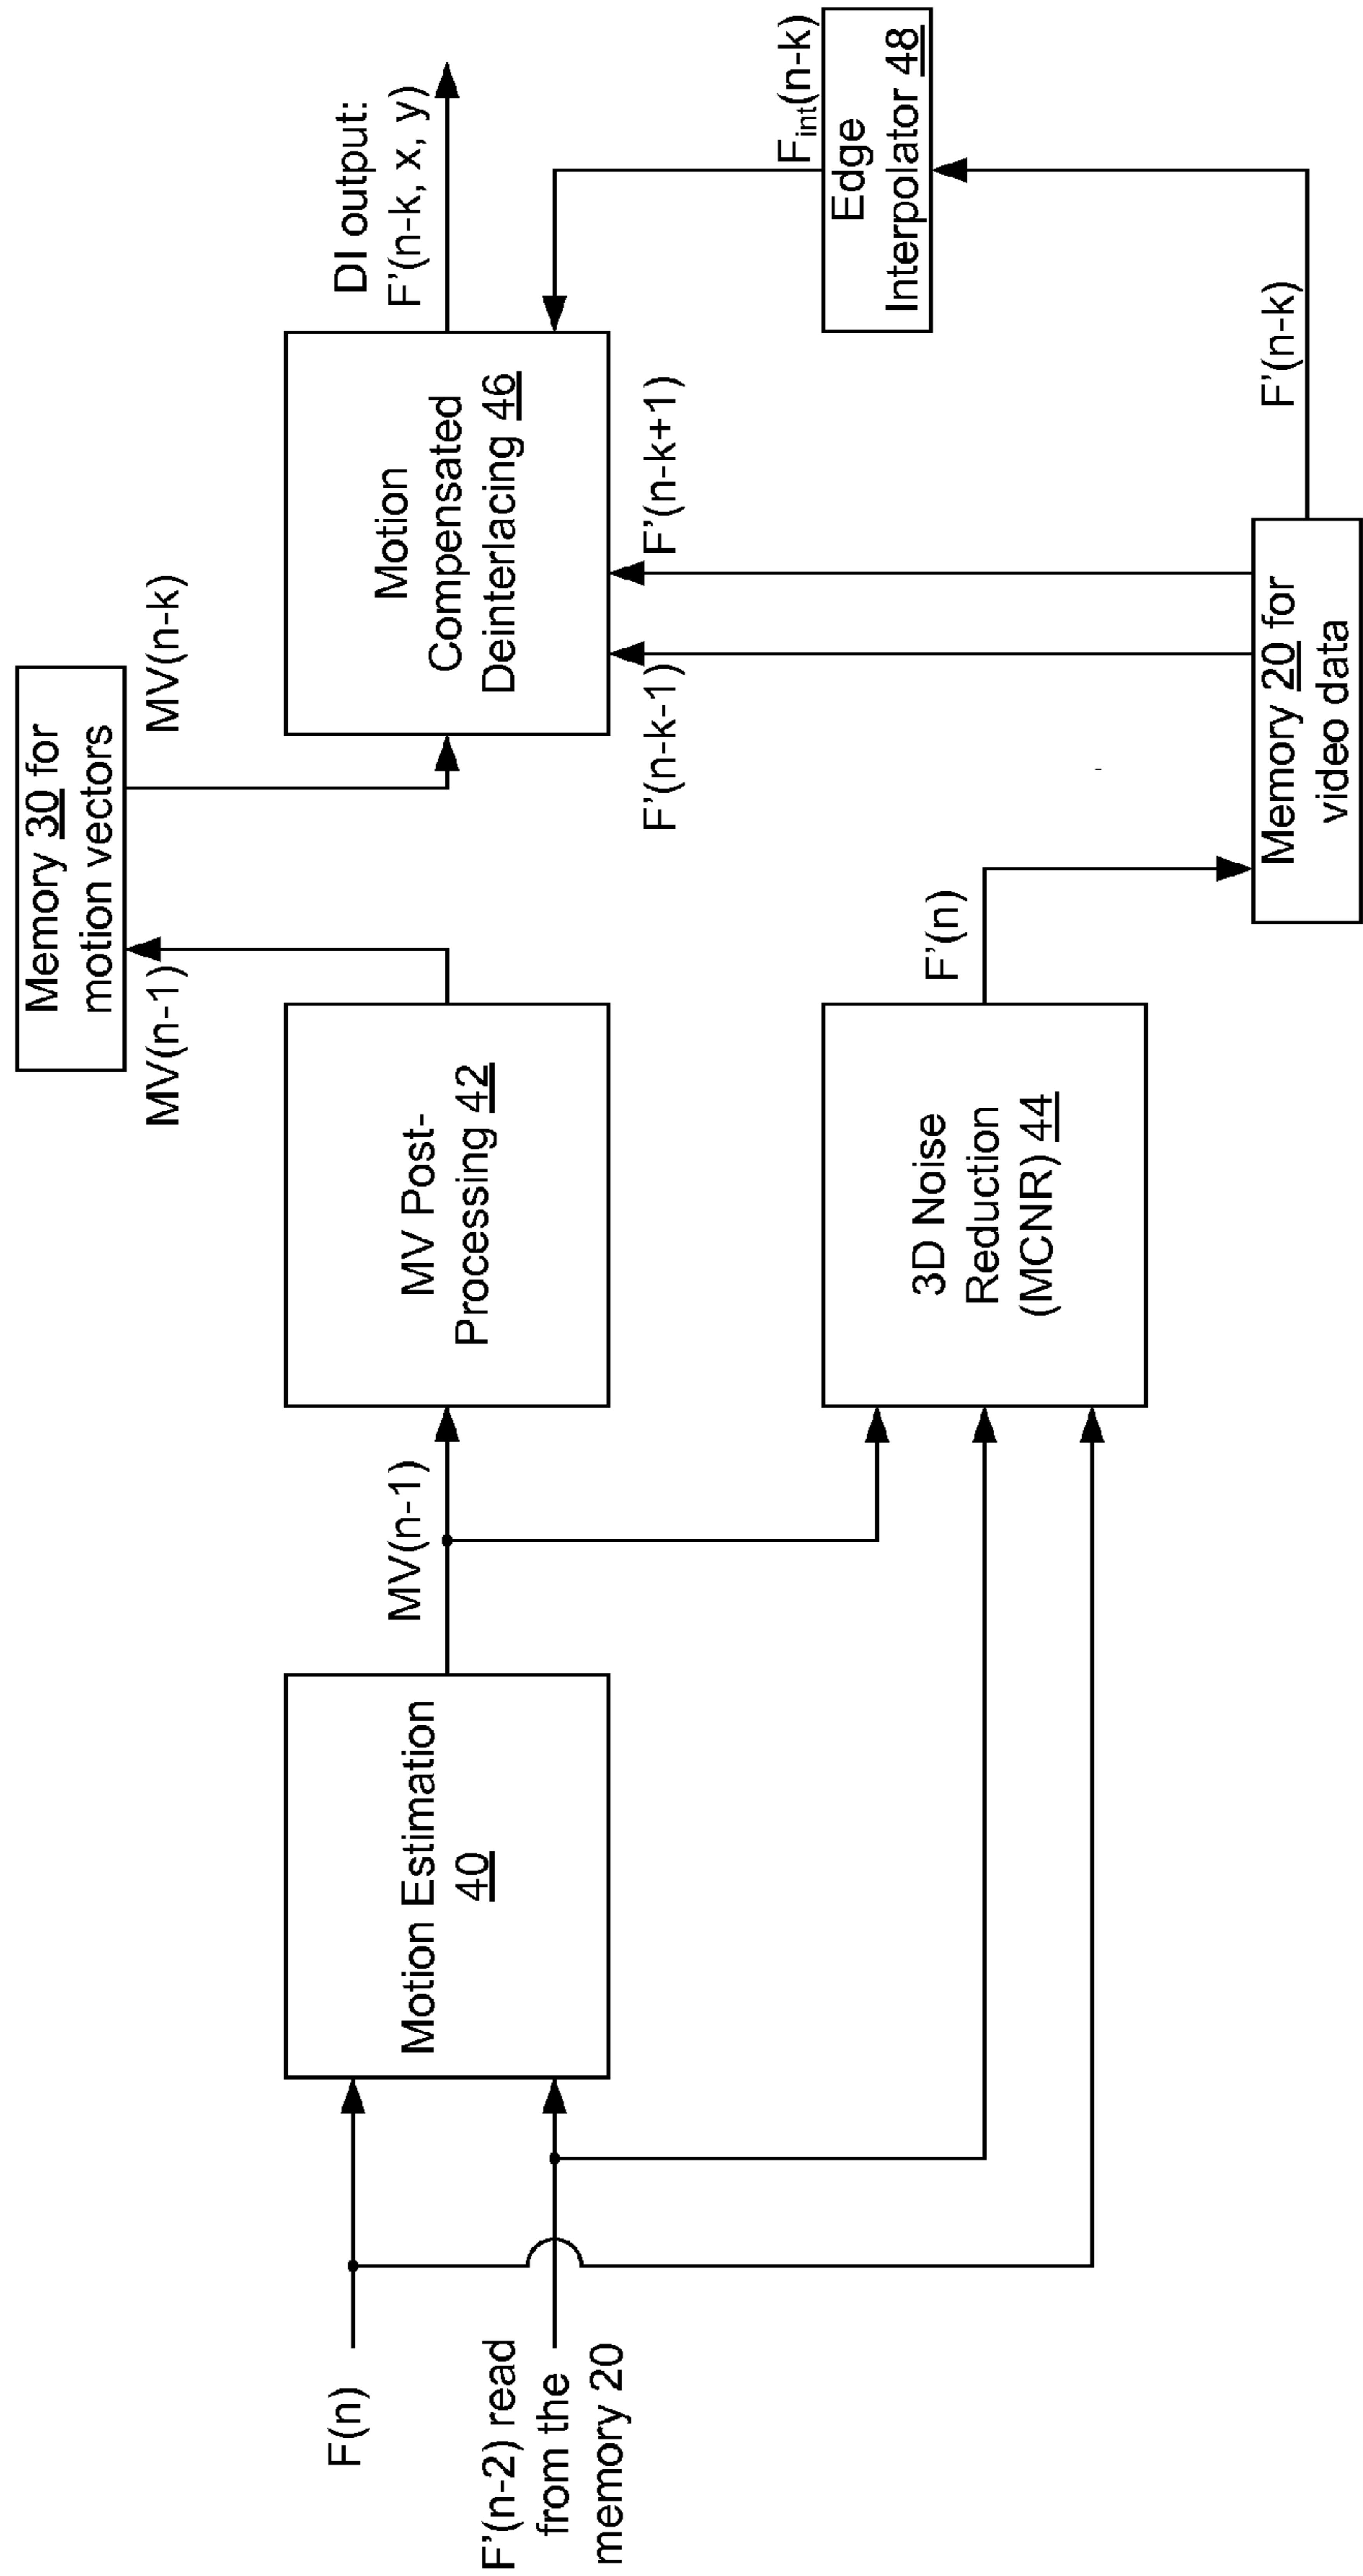 Memory 30 for
motion vectors
MV(n-1)
MV(n-k)
F(n)
F'(n-2) read
from the
memory 20
Motion Estimation
40
MV(n-1)
MV Post-
Processing 42
Motion
Compensated
Deinterlacing 46
DI output:
F'(n-k, x, y)
F'(n-k-1)
F'(n-k+1)
3D Noise
Reduction
(MCNR) 44
F'(n)
Fint(n-k)
Edge
Interpolator 48
Memory 20 for
video data
F'(n-k)